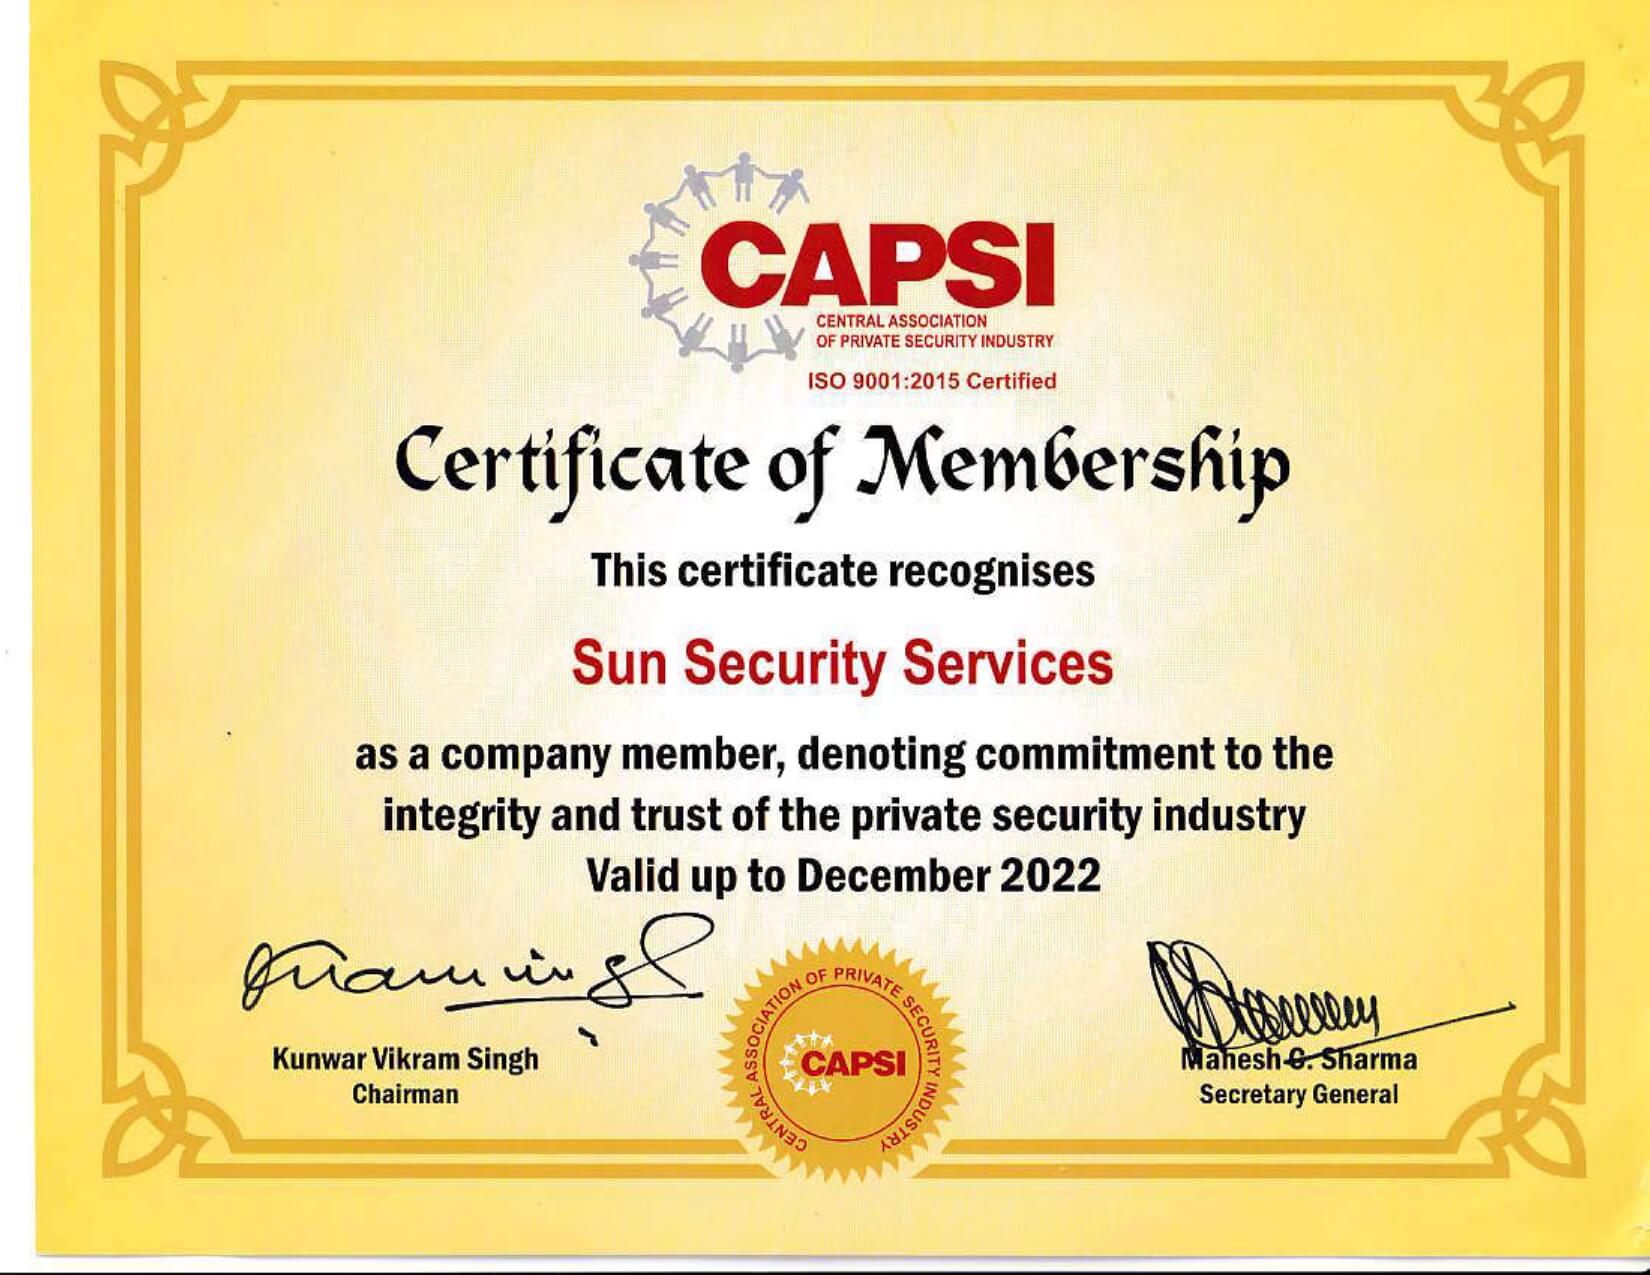 CAPSI
CENTRAL ASSOCIATION
OF PRIVATE SECURITY INDUSTRY
ISO 9001:2015 Certified
Certificate of Membership
This certificate recognises
Sun Security Services
as a company member, denoting commitment to the
integrity and trust of the private security industry
Valid up to December 2022
Kunwar Vikram Singh
Chairman
CENTRAL ASSOCIATION OF PRIVATE SECURITY INDUSTRY
CAPSI
Mahesh C. Sharma
Secretary General